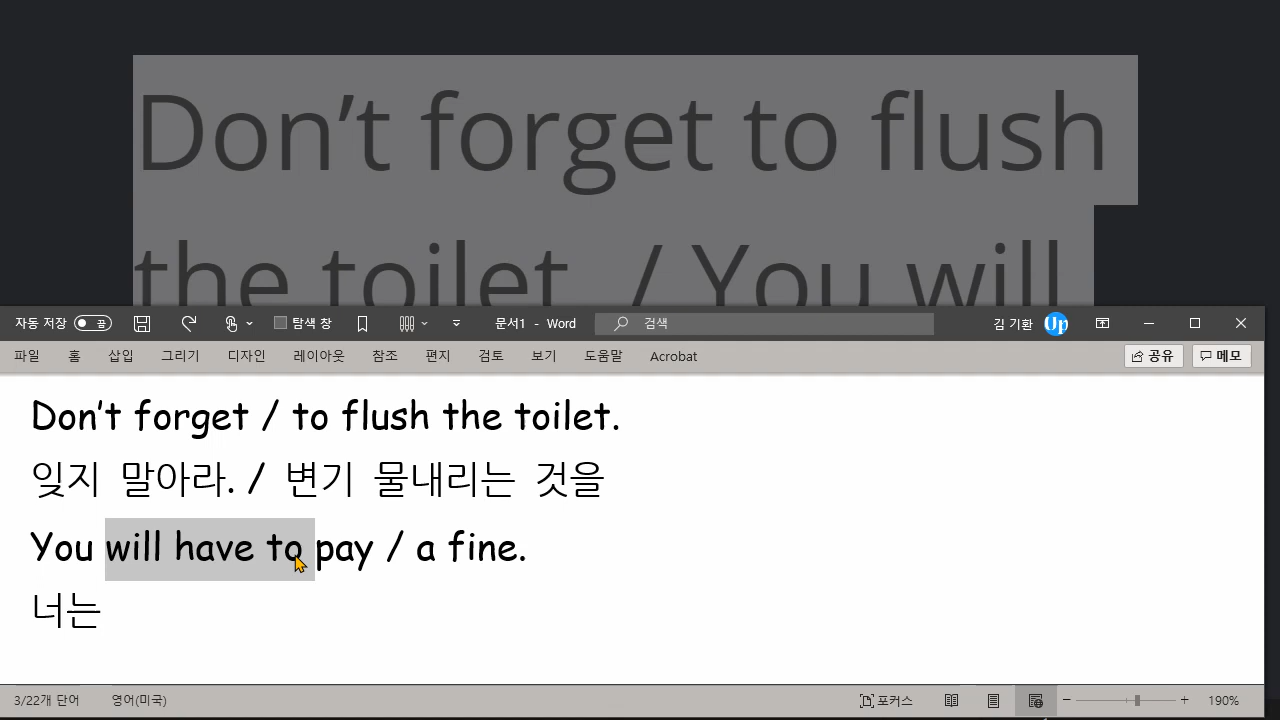 Don’t forget to flush
the toilet. / You will
자동 저장 끔 탐색 창 문서1 - Word 검색 김 기환 Up
파일 홈 삽입 그리기 디자인 레이아웃 참조 편지 검토 보기 도움말 Acrobat 공유 메모
Don’t forget / to flush the toilet.
잊지 말아라. / 변기 물내리는 것을
You will have to pay / a fine.
너는
3/22개 단어 영어(미국) 포커스 190%